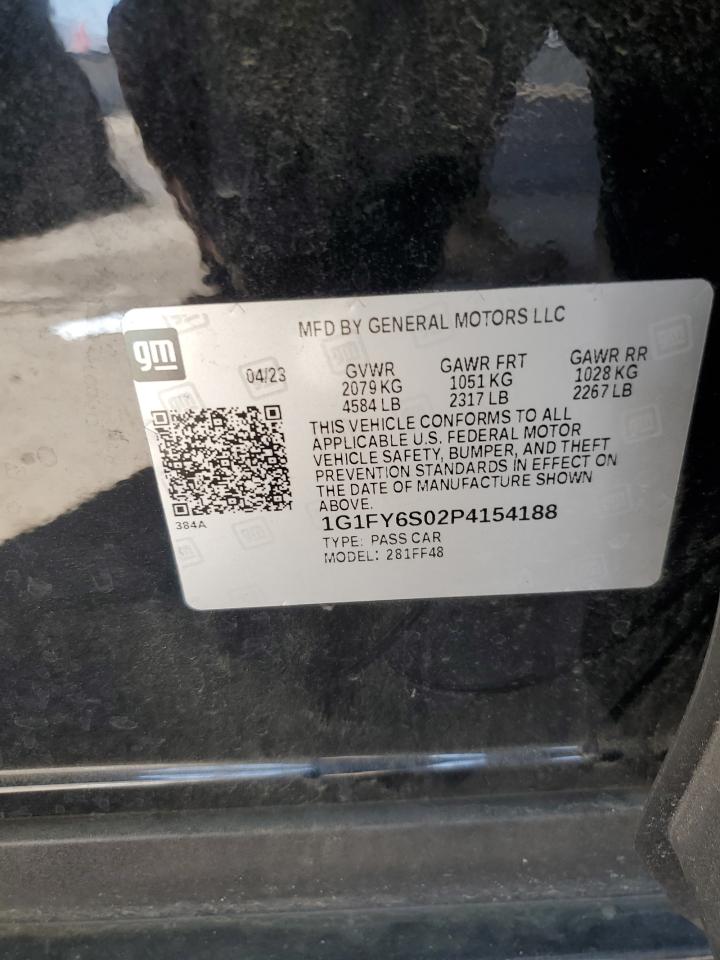 MFD BY GENERAL MOTORS LLC
gm
04/23
GVWR
2079 KG
4584 LB
GAWR FRT
1051 KG
2317 LB
GAWR RR
1028 KG
2267 LB
THIS VEHICLE CONFORMS TO ALL
APPLICABLE U.S. FEDERAL MOTOR
VEHICLE SAFETY, BUMPER, AND THEFT
PREVENTION STANDARDS IN EFFECT ON
THE DATE OF MANUFACTURE SHOWN
ABOVE.
384A
1G1FY6S02P4154188
TYPE: PASS CAR
MODEL: 281FF48